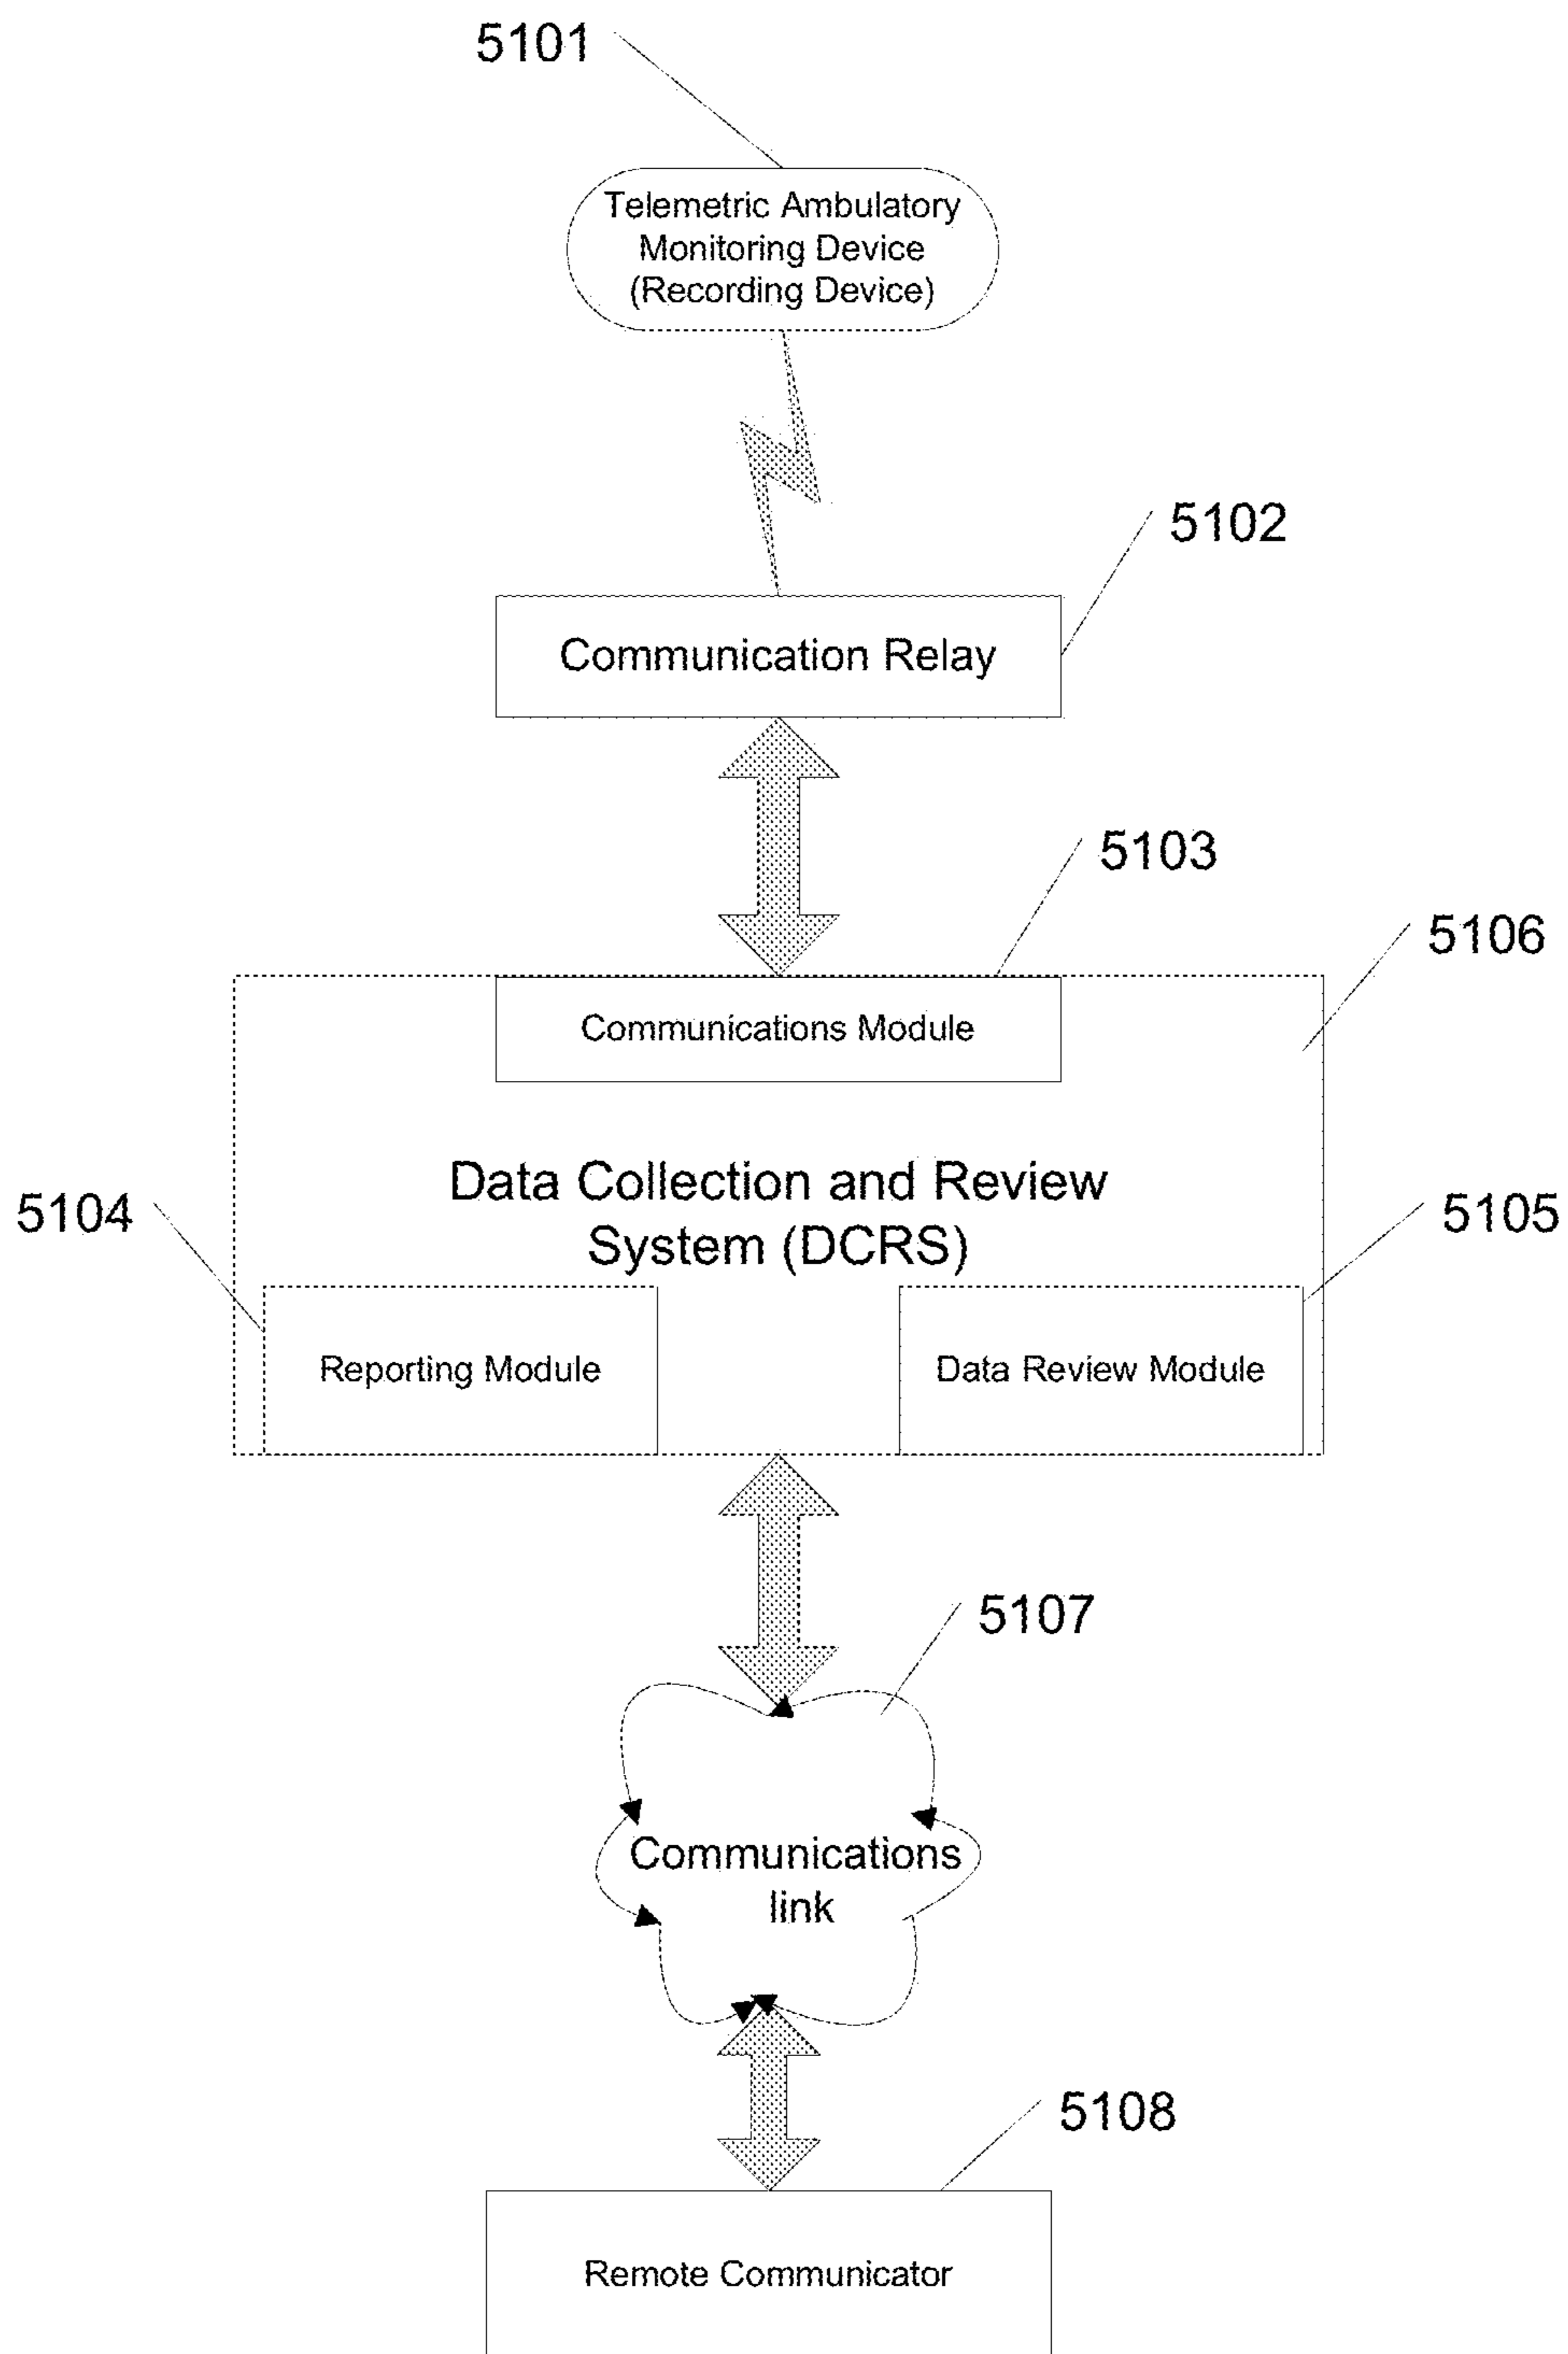 5101
Telemetric Ambulatory
Monitoring Device
(Recording Device)
5102
Communication Relay
5103
5106
Communications Module
Data Collection and Review
System (DCRS)
5104
5105
Reporting Module
Data Review Module
5107
Communications
link
5108
Remote Communicator